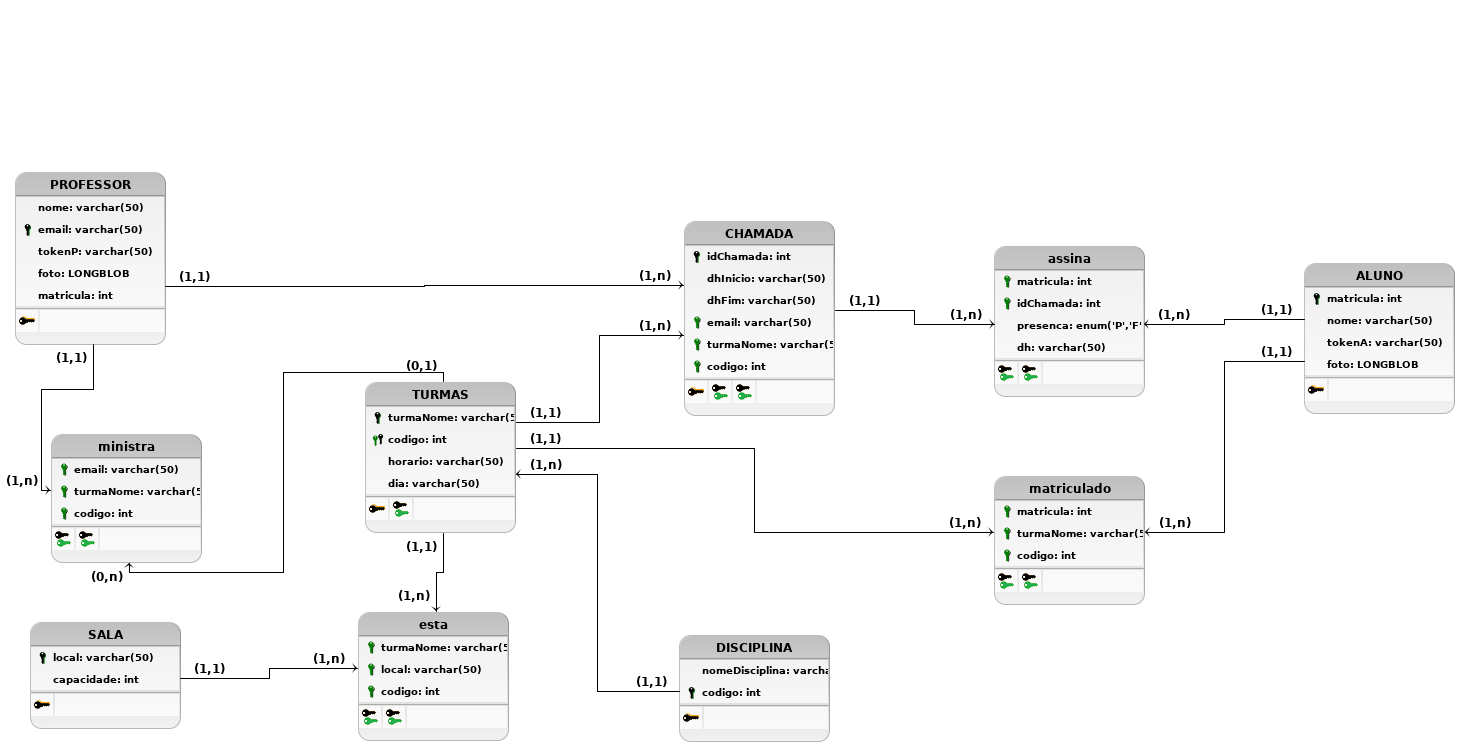 PROFESSOR
nome: varchar(50)
email: varchar(50)
tokenP: varchar(50)
foto: LONGBLOB
matricula: int
(1,1)
(1,n)
(1,1)
(1,n)
CHAMADA
idChamada: int
dhInicio: varchar(50)
dhFim: varchar(50)
email: varchar(50)
turmaNome: varchar(5
codigo: int
(1,n)
(1,1)
(1,n)
assina
matricula: int
idChamada: int
presenca: enum('P','F'
dh: varchar(50)
(1,n)
(1,1)
(1,1)
ALUNO
matricula: int
nome: varchar(50)
tokenA: varchar(50)
foto: LONGBLOB
(0,1)
TURMAS
turmaNome: varchar(5
codigo: int
horario: varchar(50)
dia: varchar(50)
(1,1)
(1,1)
(1,n)
(1,1)
(1,n)
ministra
email: varchar(50)
turmaNome: varchar(5
codigo: int
(0,n)
matriculado
matricula: int
turmaNome: varchar(5
codigo: int
(1,n)
(1,n)
SALA
local: varchar(50)
capacidade: int
(1,1)
(1,n)
esta
turmaNome: varchar(5
local: varchar(50)
codigo: int
DISCIPLINA
nomeDisciplina: varcha
codigo: int
(1,1)